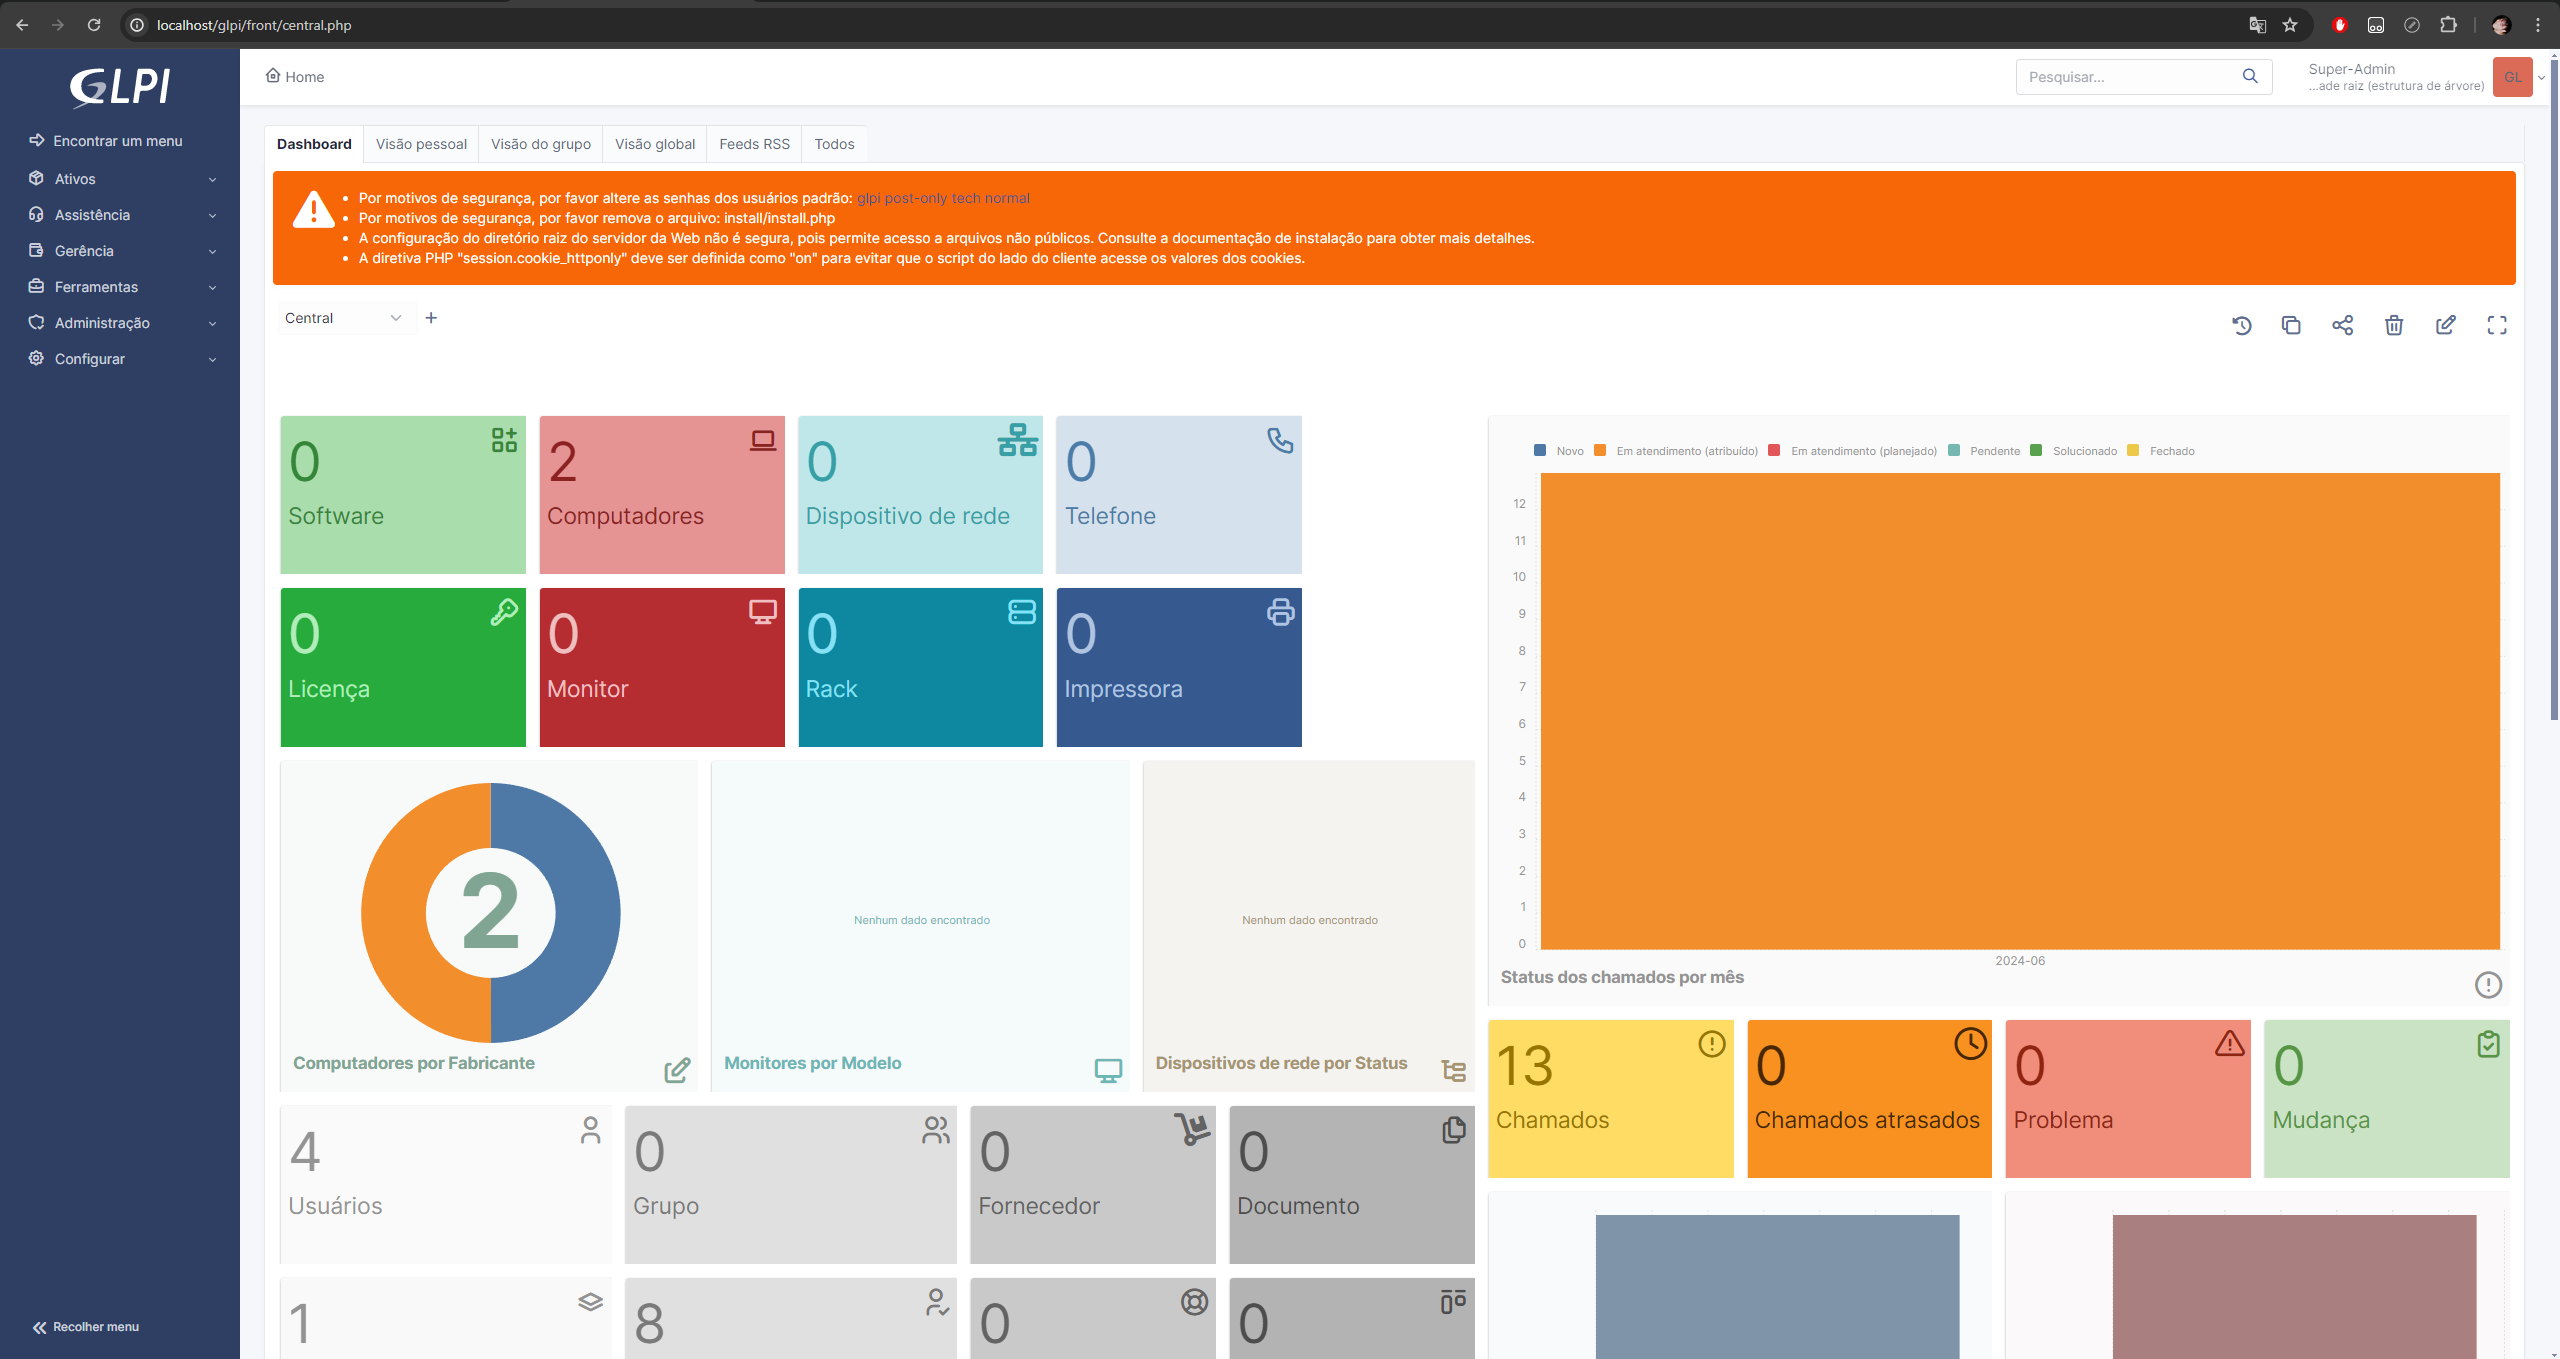 localhost/glpi/front/central.php
GLPI
Home
Pesquisar...
Super-Admin
...ade raiz (estrutura de árvore)
GL
Encontrar um menu
Ativos
Assistência
Gerência
Ferramentas
Administração
Configurar
Recolher menu
Dashboard
Visão pessoal
Visão do grupo
Visão global
Feeds RSS
Todos
Por motivos de segurança, por favor altere as senhas dos usuários padrão: glpi post-only tech normal
Por motivos de segurança, por favor remova o arquivo: install/install.php
A configuração do diretório raiz do servidor da Web não é segura, pois permite acesso a arquivos não públicos. Consulte a documentação de instalação para obter mais detalhes.
A diretiva PHP "session.cookie_httponly" deve ser definida como "on" para evitar que o script do lado do cliente acesse os valores dos cookies.
Central
0
Software
2
Computadores
0
Dispositivo de rede
0
Telefone
0
Licença
0
Monitor
0
Rack
0
Impressora
2
Computadores por Fabricante
Nenhum dado encontrado
Monitores por Modelo
Nenhum dado encontrado
Dispositivos de rede por Status
4
Usuários
0
Grupo
0
Fornecedor
0
Documento
1
8
0
0
Novo
Em atendimento (atribuído)
Em atendimento (planejado)
Pendente
Solucionado
Fechado
12
11
10
9
8
7
6
5
4
3
2
1
0
2024-06
Status dos chamados por mês
13
Chamados
0
Chamados atrasados
0
Problema
0
Mudança